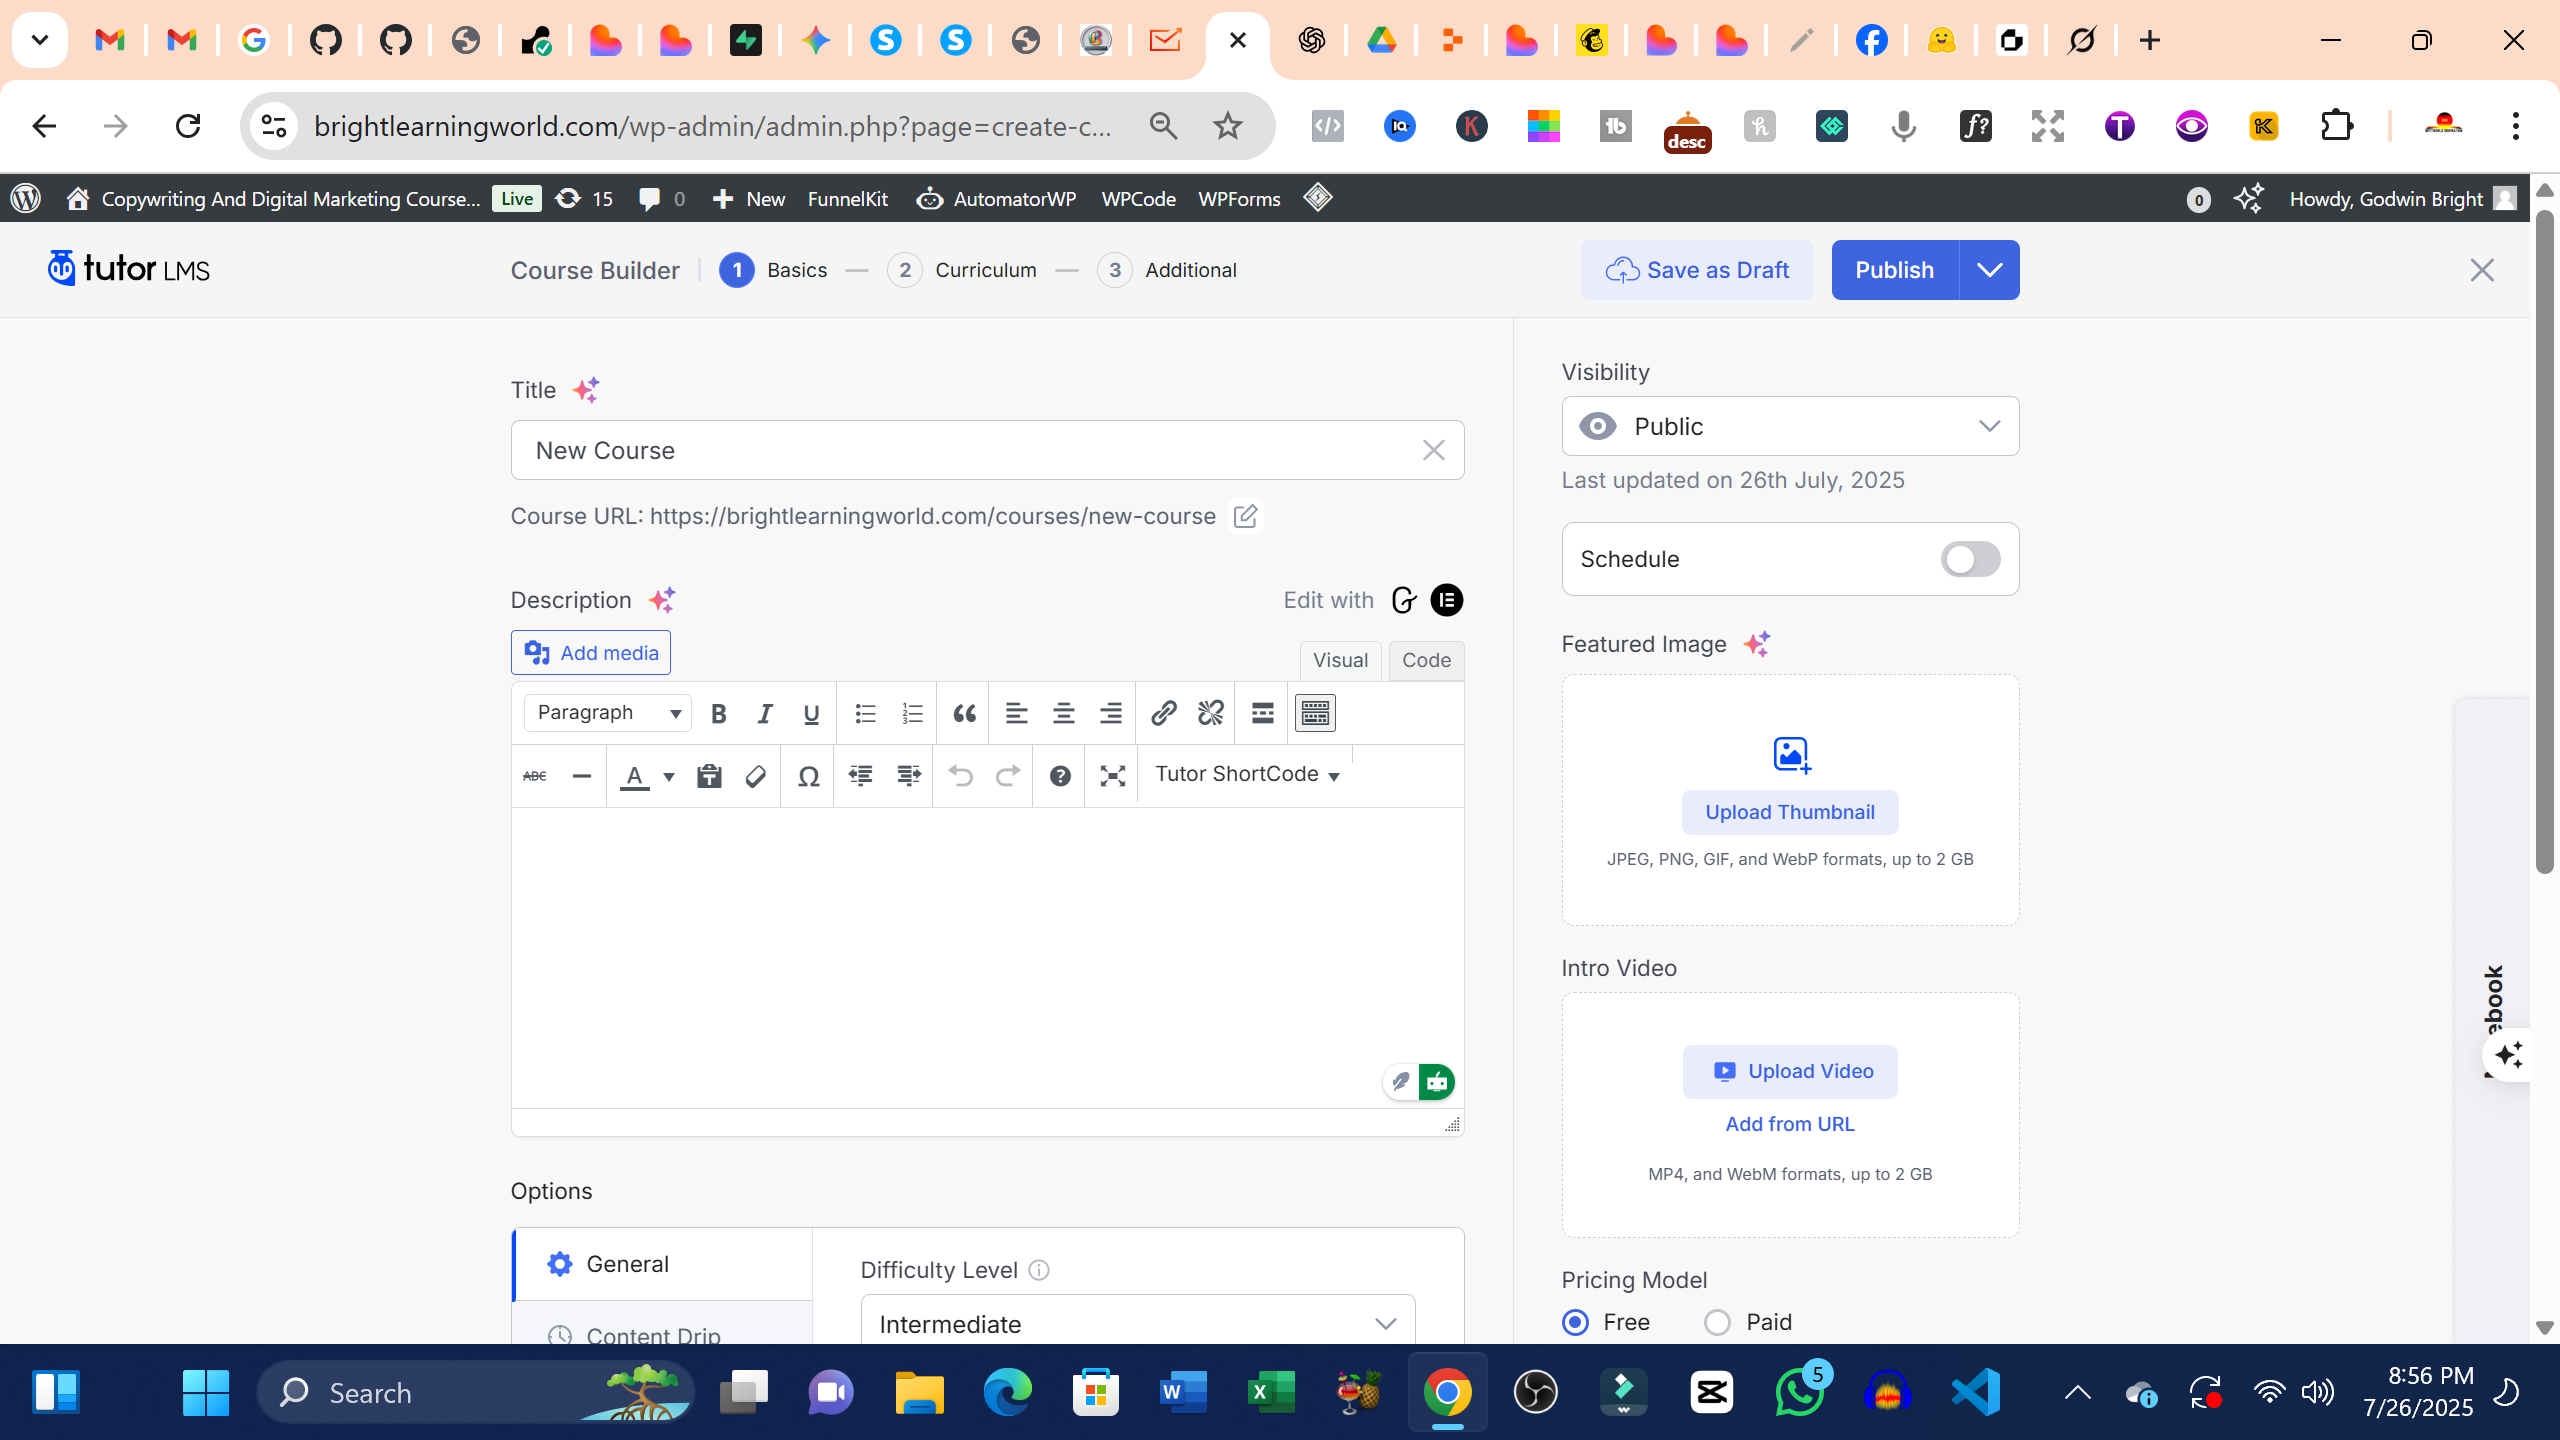 brightlearningworld.com/wp-admin/admin.php?page=create-c...
desc
Copywriting And Digital Marketing Course... Live 15 0 New FunnelKit AutomatorWP WPCode WPForms 0 Howdy, Godwin Bright
tutor LMS Course Builder 1 Basics 2 Curriculum 3 Additional Save as Draft Publish
Title
New Course
Course URL: https://brightlearningworld.com/courses/new-course
Description Edit with
Add media Visual Code
Paragraph
Tutor ShortCode
Options
General
Content Drip
Difficulty Level
Intermediate
Visibility
Public
Last updated on 26th July, 2025
Schedule
Featured Image
Upload Thumbnail
JPEG, PNG, GIF, and WebP formats, up to 2 GB
Intro Video
Upload Video
Add from URL
MP4, and WebM formats, up to 2 GB
Pricing Model
Free Paid
Search
5
8:56 PM
7/26/2025